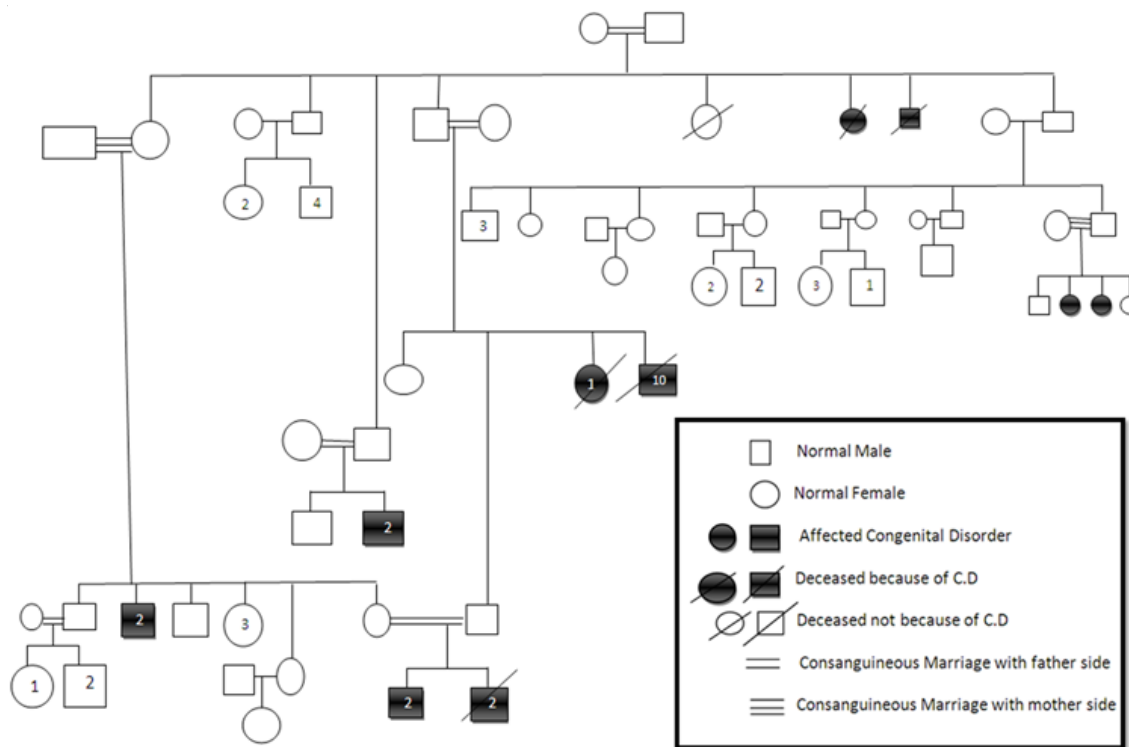 2
4
3
2
2
3
1
1
10
2
2
3
1
2
2
2
Normal Male
Normal Female
Affected Congenital Disorder
Deceased because of C.D
Deceased not because of C.D
Consanguineous Marriage with father side
Consanguineous Marriage with mother side